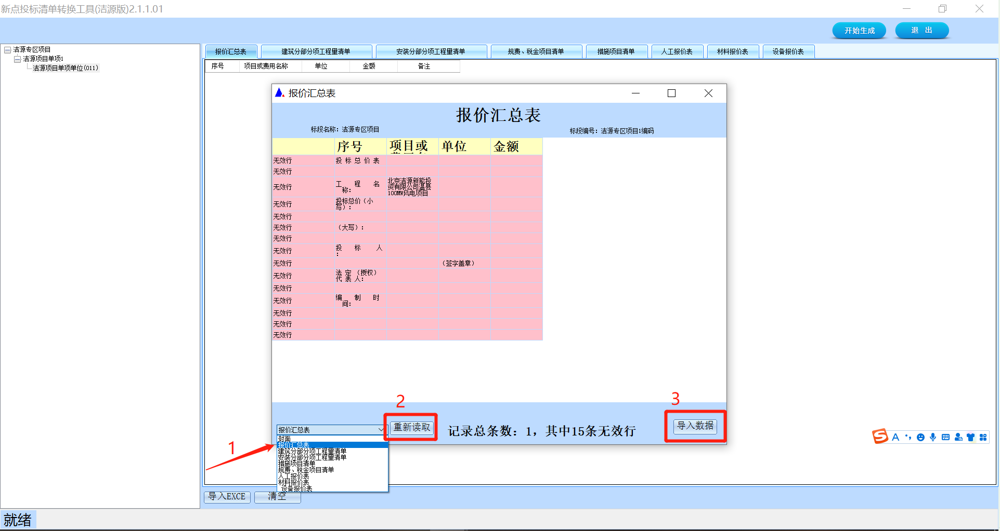 新点投标清单转换工具(洁源版)2.1.1.01
开始生成
退 出
洁源专区项目
洁源项目单项1
洁源项目单项单位(011)
报价汇总表
建筑分部分项工程量清单
安装分部分项工程量清单
规费、税金项目清单
措施项目清单
人工报价表
材料报价表
设备报价表
序号 项目或费用名称 单位 金额 备注
报价汇总表
报价汇总表
标段名称：洁源专区项目
标段编号：洁源专区项目1编码
序号 项目或 单位 金额
无效行 投 标 总 价 表
无效行
无效行 工 程 名称： 北京洁源新能投资有限公司温县100MW风电项目
无效行 投标总价（小写）：
无效行
无效行 （大写）：
无效行
无效行 投 标 人：
无效行 （签字盖章）
无效行 法 定 （授权）代 表 人：
无效行
无效行 编 制 时间：
无效行
无效行
无效行
2
3
1
报价汇总表
重新读取
记录总条数：1，其中15条无效行
导入数据
封面
报价汇总表
建筑分部分项工程量清单
安装分部分项工程量清单
措施项目清单
规费、税金项目清单
人工报价表
材料报价表
设备报价表
导入EXCE
清空
就绪
S A